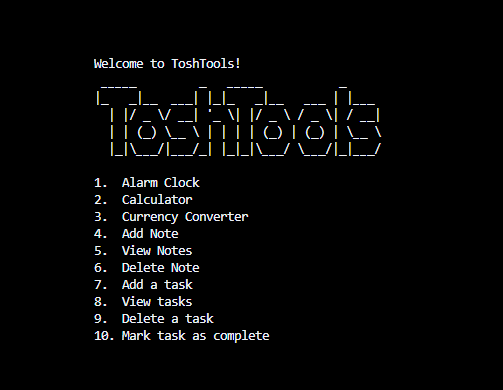 Welcome to ToshTools!
ToshTools
1. Alarm Clock
2. Calculator
3. Currency Converter
4. Add Note
5. View Notes
6. Delete Note
7. Add a task
8. View tasks
9. Delete a task
10. Mark task as complete